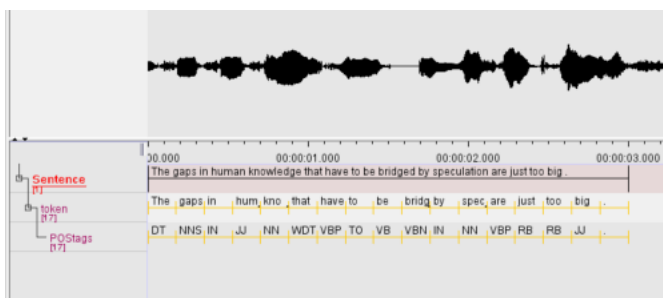 00.000 00:00:01.000 00:00:02.000 00:00:03.000
Sentence The gaps in human knowledge that have to be bridged by speculation are just too big .
[1]
token The gaps in hum kno that have to be bridg by spec are just too big .
[17]
POStags DT NNS IN JJ NN WDT VBP TO VB VBN IN NN VBP RB RB JJ .
[17]